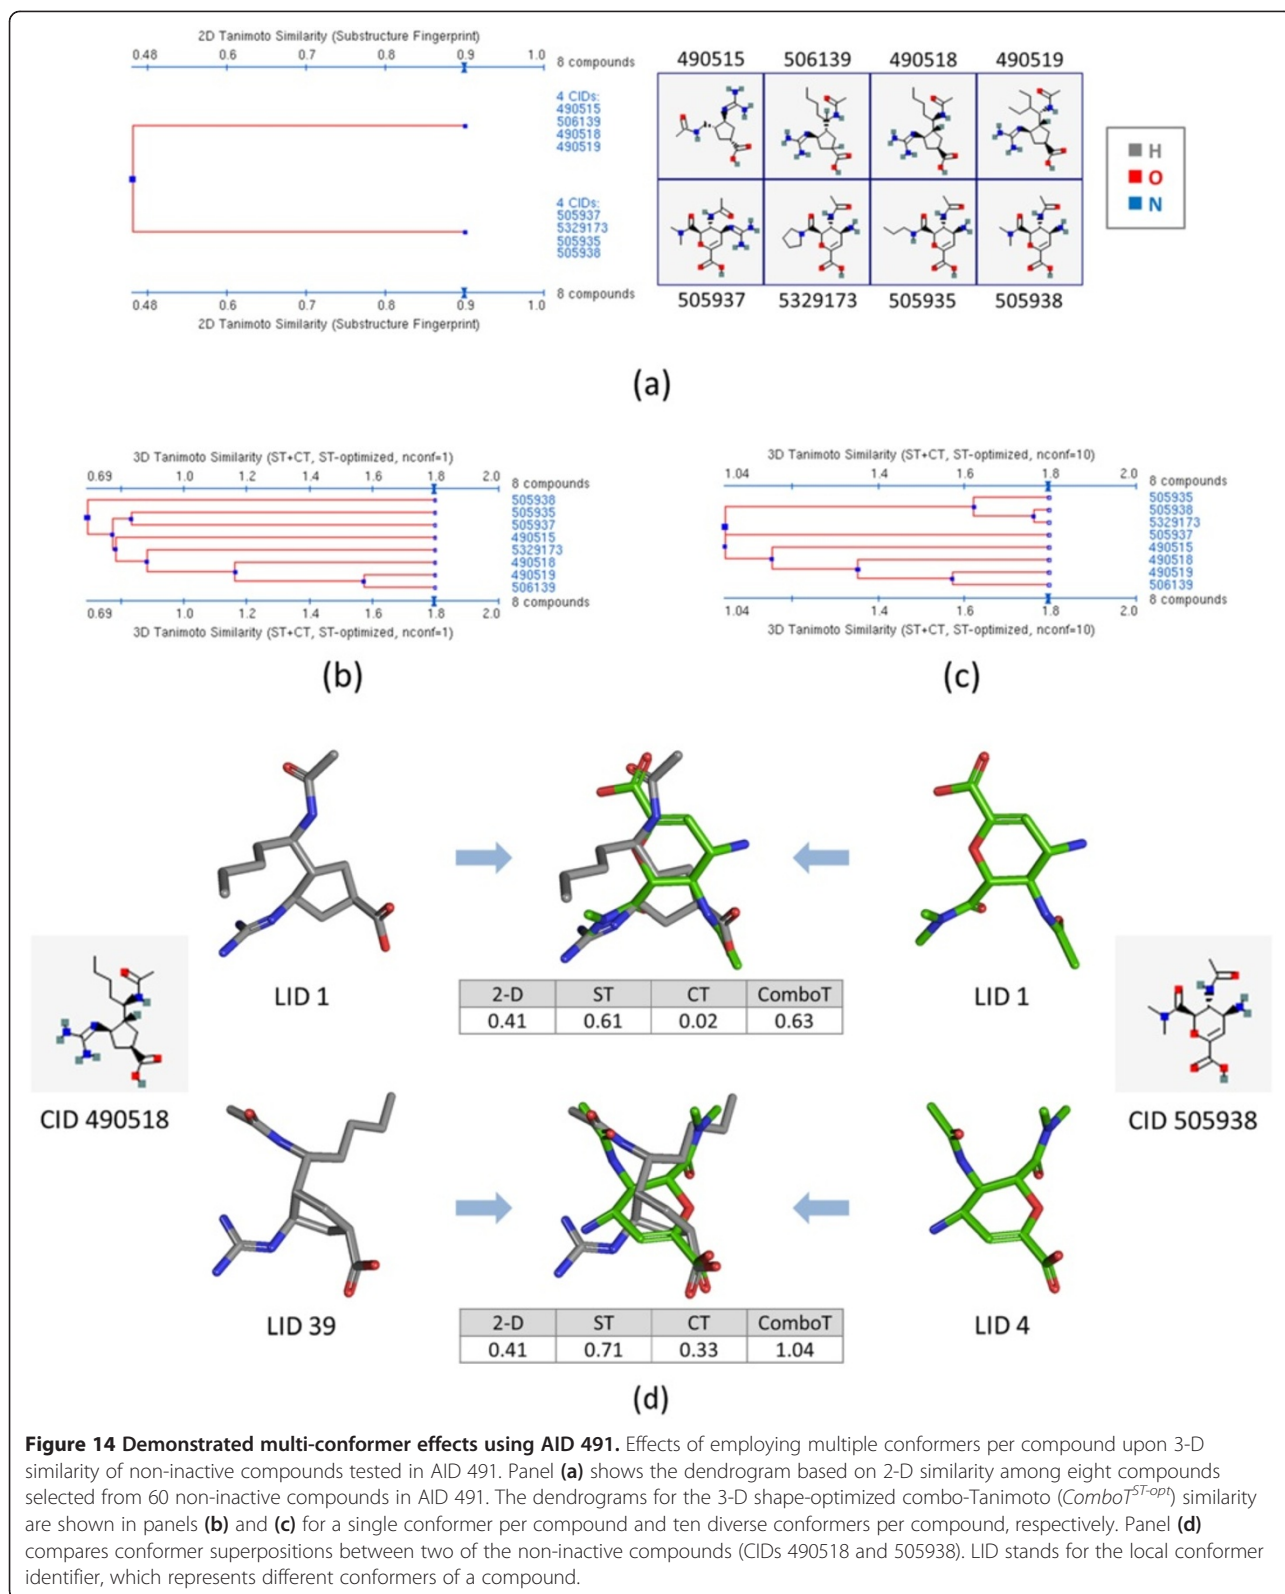 2D Tanimoto Similarity (Substructure Fingerprint)
0.48 0.6 0.7 0.8 0.9 1.0
8 compounds
4 CIDs:
490515
506139
490518
490519
4 CIDs:
505937
5329173
505935
505938
8 compounds
0.48 0.6 0.7 0.8 0.9 1.0
2D Tanimoto Similarity (Substructure Fingerprint)
490515 506139 490518 490519
505937 5329173 505935 505938
H
O
N
(a)
3D Tanimoto Similarity (ST+CT, ST-optimized, nconf=1)
0.69 1.0 1.2 1.4 1.6 1.8 2.0
8 compounds
505938
505935
505937
490515
5329173
490518
490519
506139
8 compounds
0.69 1.0 1.2 1.4 1.6 1.8 2.0
3D Tanimoto Similarity (ST+CT, ST-optimized, nconf=1)
(b)
3D Tanimoto Similarity (ST+CT, ST-optimized, nconf=10)
1.04 1.4 1.6 1.8 2.0
8 compounds
505935
505938
5329173
505937
490515
490518
490519
506139
8 compounds
1.04 1.4 1.6 1.8 2.0
3D Tanimoto Similarity (ST+CT, ST-optimized, nconf=10)
(c)
LID 1
2-D ST CT ComboT
0.41 0.61 0.02 0.63
LID 1
CID 490518
CID 505938
LID 39
2-D ST CT ComboT
0.41 0.71 0.33 1.04
LID 4
(d)
Figure 14 Demonstrated multi-conformer effects using AID 491. Effects of employing multiple conformers per compound upon 3-D
similarity of non-inactive compounds tested in AID 491. Panel (a) shows the dendrogram based on 2-D similarity among eight compounds
selected from 60 non-inactive compounds in AID 491. The dendrograms for the 3-D shape-optimized combo-Tanimoto (ComboT^ST-opt) similarity
are shown in panels (b) and (c) for a single conformer per compound and ten diverse conformers per compound, respectively. Panel (d)
compares conformer superpositions between two of the non-inactive compounds (CIDs 490518 and 505938). LID stands for the local conformer
identifier, which represents different conformers of a compound.